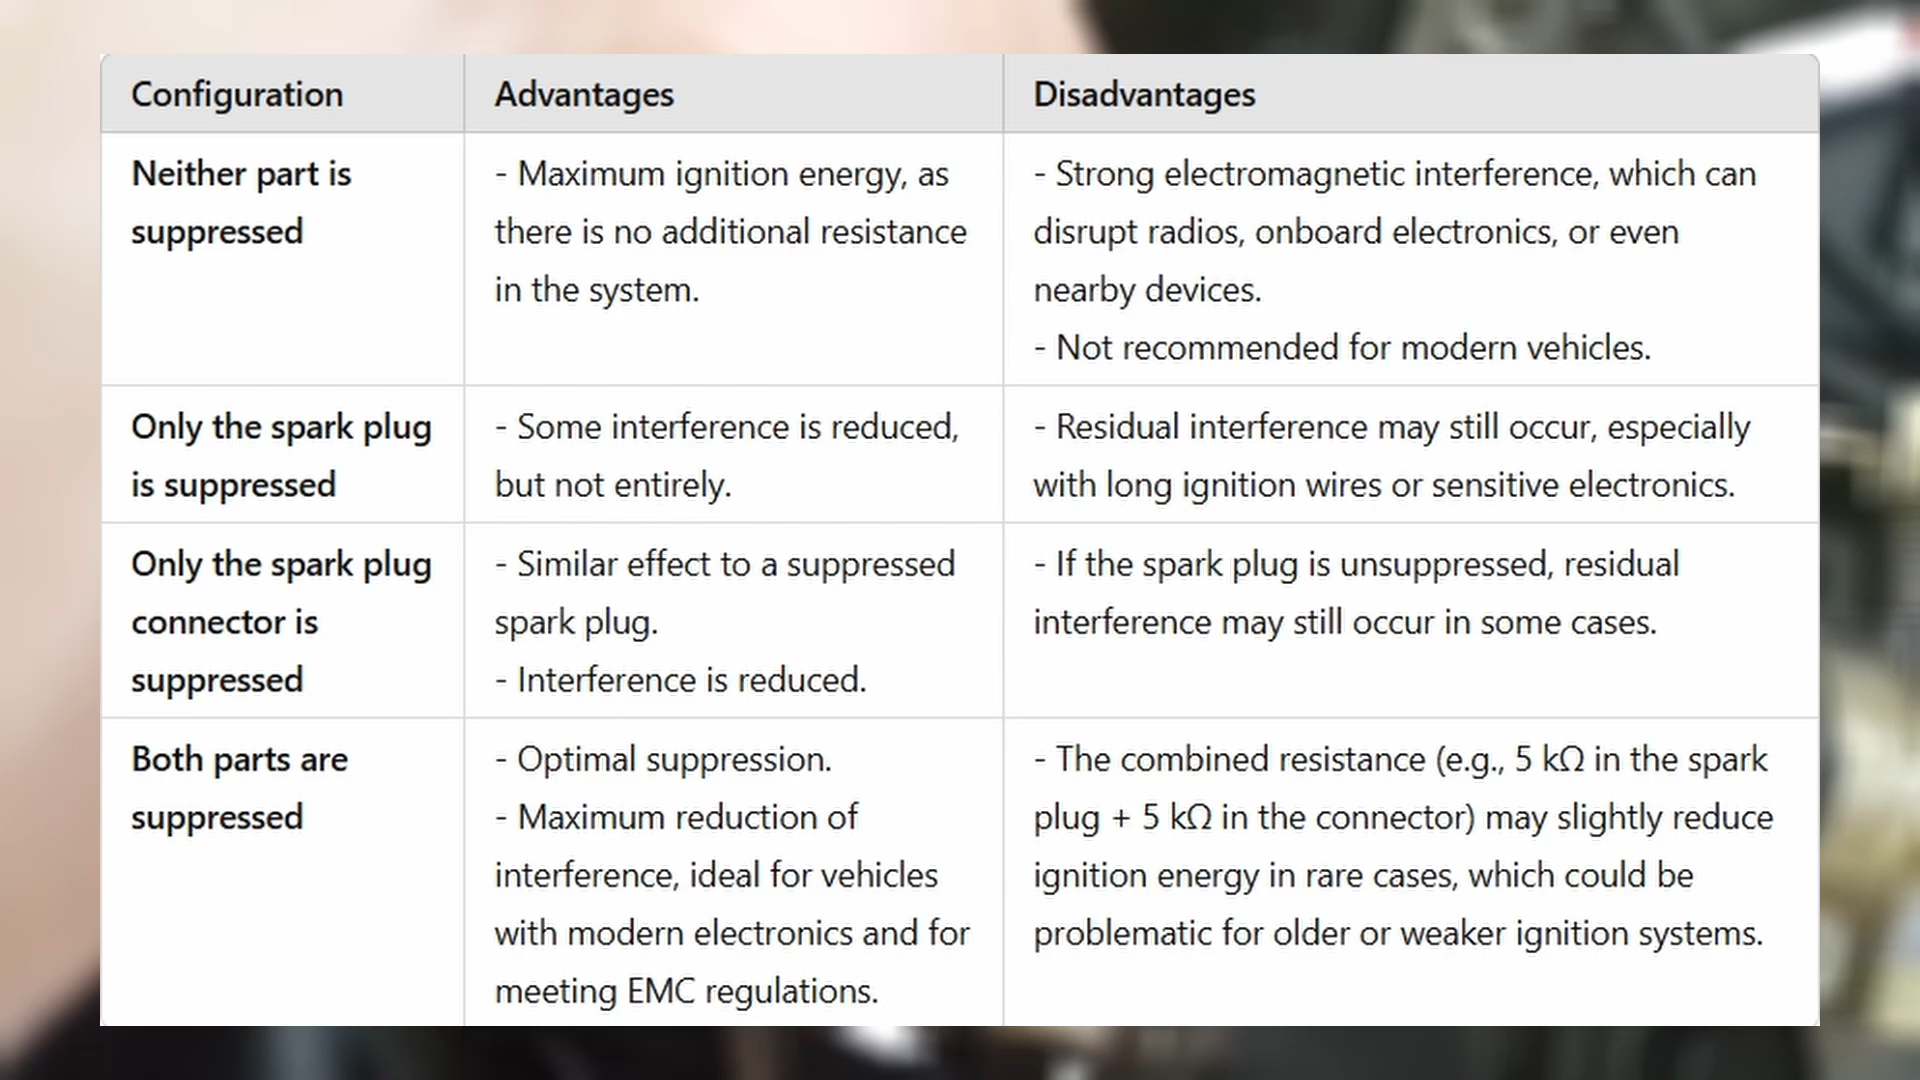 Configuration
Advantages
Disadvantages
Neither part is
suppressed
- Maximum ignition energy, as
there is no additional resistance
in the system.
- Strong electromagnetic interference, which can
disrupt radios, onboard electronics, or even
nearby devices.
- Not recommended for modern vehicles.
Only the spark plug
is suppressed
- Some interference is reduced,
but not entirely.
- Residual interference may still occur, especially
with long ignition wires or sensitive electronics.
Only the spark plug
connector is
suppressed
- Similar effect to a suppressed
spark plug.
- Interference is reduced.
- If the spark plug is unsuppressed, residual
interference may still occur in some cases.
Both parts are
suppressed
- Optimal suppression.
- Maximum reduction of
interference, ideal for vehicles
with modern electronics and for
meeting EMC regulations.
- The combined resistance (e.g., 5 kΩ in the spark
plug + 5 kΩ in the connector) may slightly reduce
ignition energy in rare cases, which could be
problematic for older or weaker ignition systems.